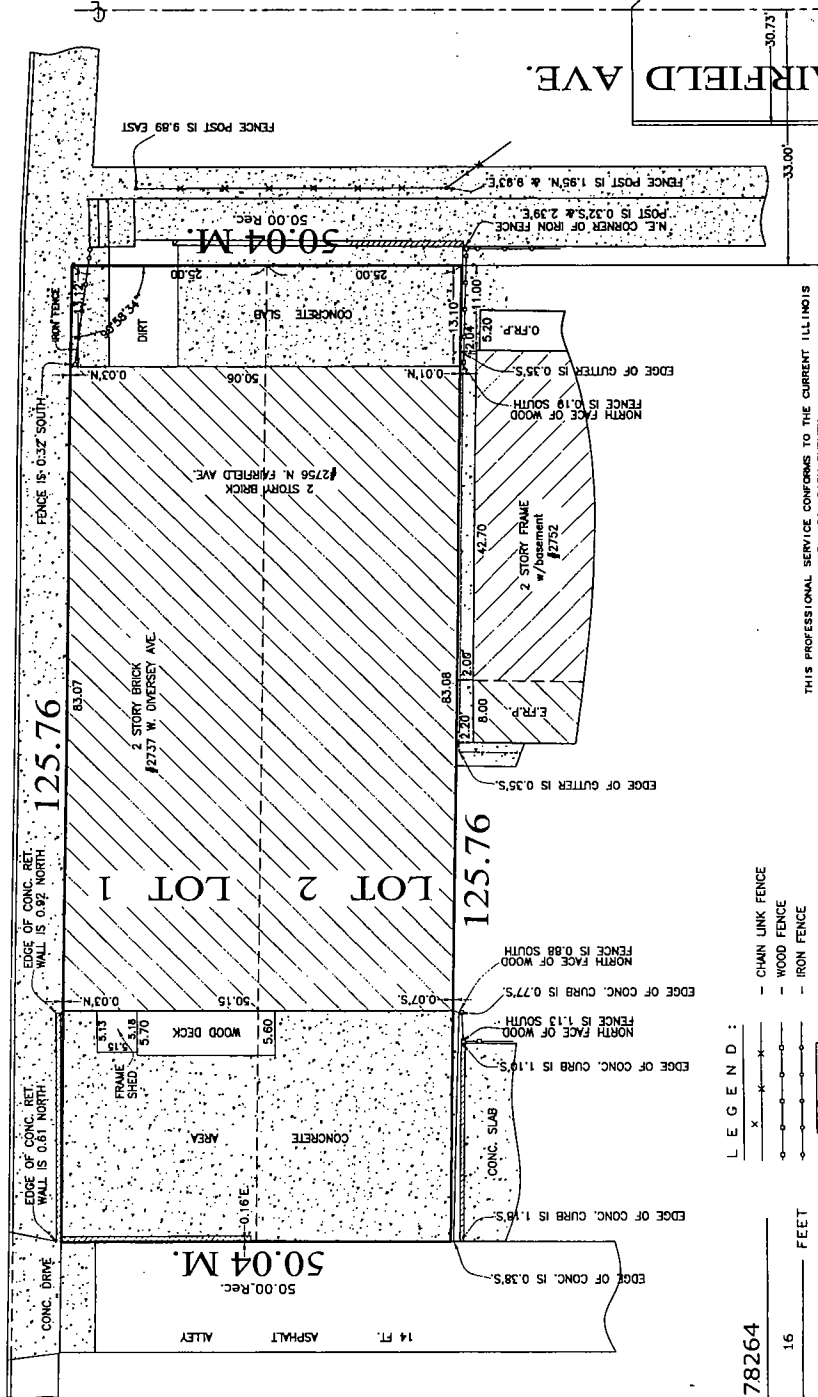 FAIRFIELD AVE.
30.73'
33.00'
FENCE POST IS 9.89 EAST
FENCE POST IS 1.95'N. & 9.93'E
N.E. CORNER OF IRON FENCE
POST IS 0.32'S.& 2.39'E.
50.04 M.
50.00 Rec.
25.00
25.00
IRON FENCE
13.12'
90°58'34"
DIRT
CONCRETE
SLAB
13.10'
11.00'
42.04
5.20
O.FR.P.
FENCE IS 0.32' SOUTH
0.03'N
50.06
0.01'N.
EDGE OF GUTTER IS 0.35'S.
NORTH FACE OF WOOD
FENCE IS 0.19 SOUTH
2 STORY BRICK
#2756 N. FAIRFIELD AVE.
42.70
2 STORY FRAME
w/basement
#2752
125.76
83.07
2 STORY BRICK
#2737 W. DIVERSEY AVE.
83.08
2.00
2.20
8.00
E.FR.P.
EDGE OF GUTTER IS 0.35'S.
LOT 1
LOT 2
125.76
EDGE OF CONC. RET.
WALL IS 0.92 NORTH
0.03'N
50.15
0.07'S.
NORTH FACE OF WOOD
FENCE IS 0.88 SOUTH
EDGE OF CURB CONC. IS 0.77'S.
NORTH FACE OF WOOD
FENCE IS 1.13 SOUTH
EDGE OF CURB CONC. IS 1.10'S.
5.13
5.15
5.18
5.70
WOOD DECK
5.60
FRAME
SHED
EDGE OF CONC. RET.
WALL IS 0.61 NORTH
CONCRETE
AREA
CONC. SLAB
0.16'E.
EDGE OF CURB CONC. IS 1.18'S.
EDGE OF CONC. IS 0.38'S.
50.04 M.
50.00 Rec.
CONC. DRIVE
14 FT. ASPHALT ALLEY
LEGEND:
- CHAIN LINK FENCE
- WOOD FENCE
- IRON FENCE
78264
16 FEET
THIS PROFESSIONAL SERVICE CONFORMS TO THE CURRENT ILLINOIS